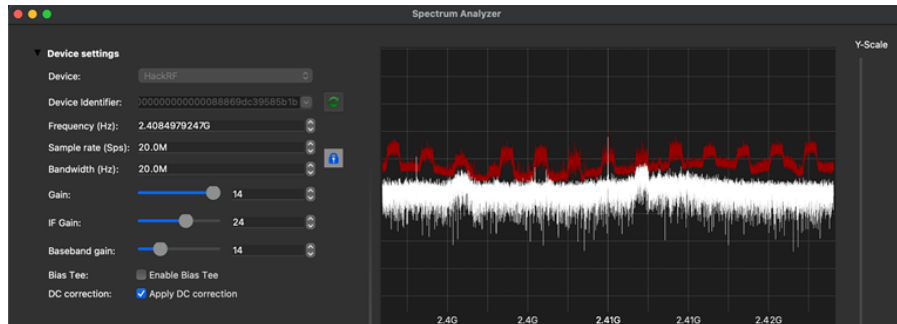 Spectrum Analyzer
Device settings
Device: HackRF
Device Identifier: 000000000000088869dc39585b1b
Frequency (Hz): 2.4084979247G
Sample rate (Sps): 20.0M
Bandwidth (Hz): 20.0M
Gain: 14
IF Gain: 24
Baseband gain: 14
Bias Tee: Enable Bias Tee
DC correction: Apply DC correction
Y-Scale
2.4G 2.4G 2.41G 2.41G 2.42G